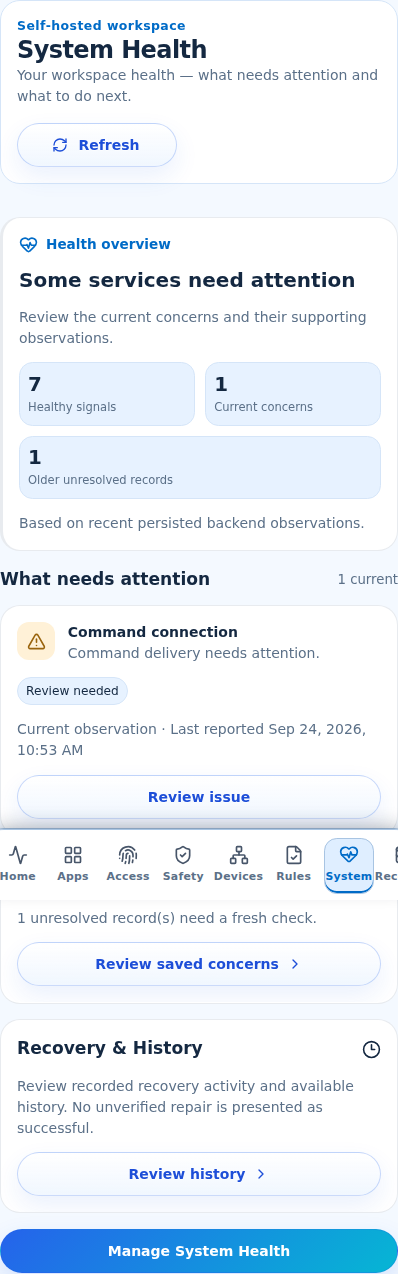 Self-hosted workspace
System Health
Your workspace health — what needs attention and
what to do next.
Refresh
Health overview
Some services need attention
Review the current concerns and their supporting
observations.
7
Healthy signals
1
Current concerns
1
Older unresolved records
Based on recent persisted backend observations.
What needs attention
1 current
Command connection
Command delivery needs attention.
Review needed
Current observation · Last reported Sep 24, 2026,
10:53 AM
Review issue
Home
Apps
Access
Safety
Devices
Rules
System
Rec
1 unresolved record(s) need a fresh check.
Review saved concerns
Recovery & History
Review recorded recovery activity and available
history. No unverified repair is presented as
successful.
Review history
Manage System Health